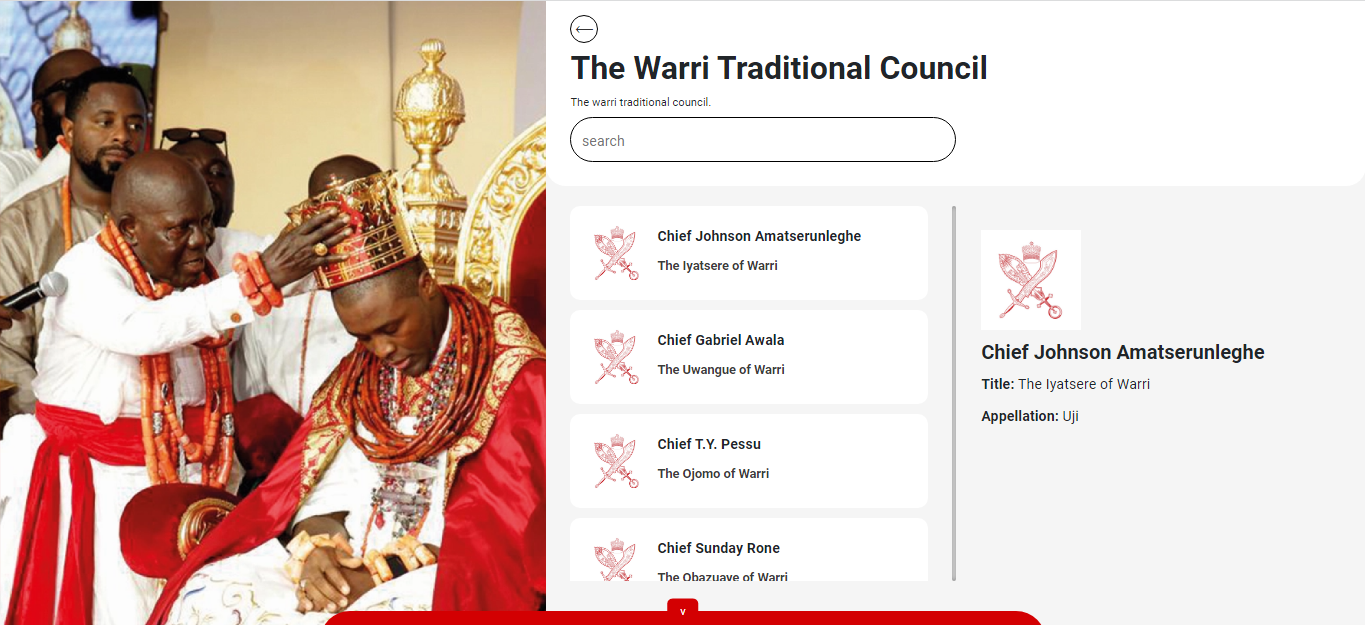 The Warri Traditional Council
The warri traditional council.
search
Chief Johnson Amatserunleghe
The Iyatsere of Warri
Chief Gabriel Awala
The Uwangue of Warri
Chief T.Y. Pessu
The Ojomo of Warri
Chief Sunday Rone
The Obazuaye of Warri
Chief Johnson Amatserunleghe
Title: The Iyatsere of Warri
Appellation: Uji
v